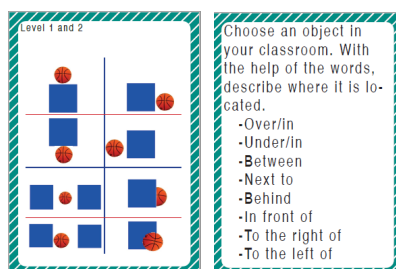 Level 1 and 2
Choose an object in
your classroom. With
the help of the words,
describe where it is lo-
cated.
-Over/in
-Under/in
-Between
-Next to
-Behind
-In front of
-To the right of
-To the left of